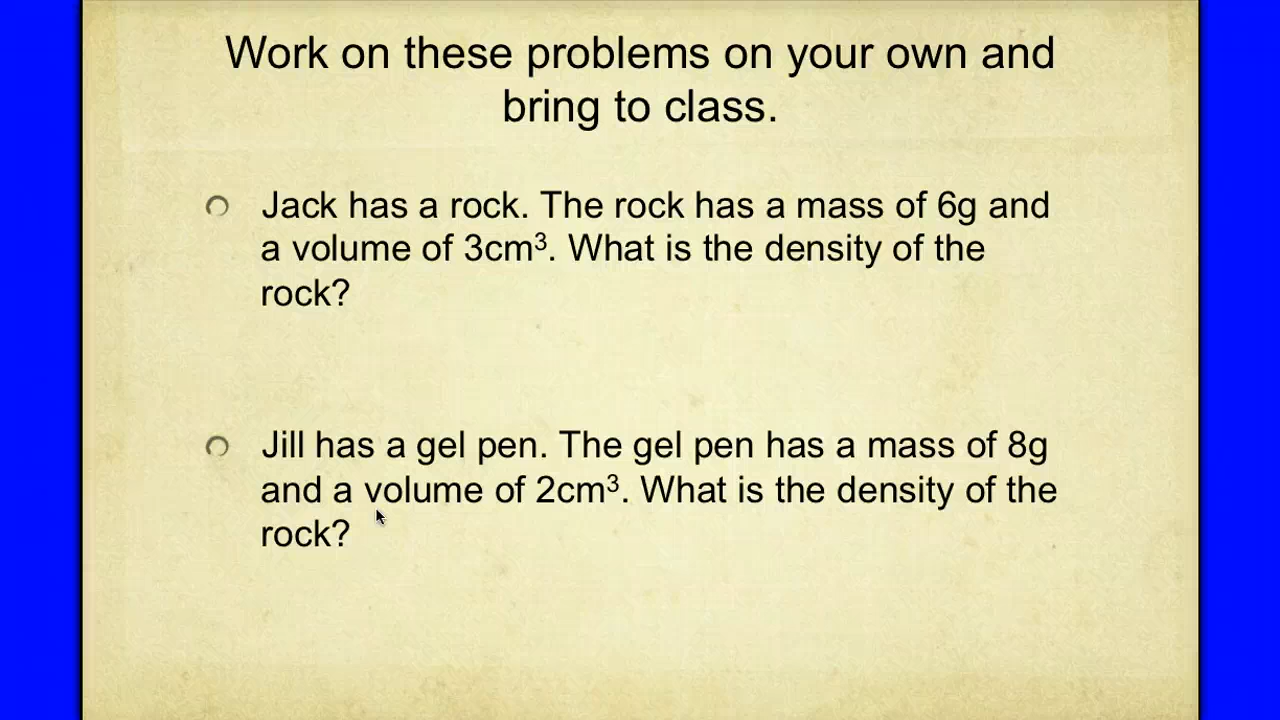 Work on these problems on your own and
bring to class.
Jack has a rock. The rock has a mass of 6g and
a volume of 3cm³. What is the density of the
rock?
Jill has a gel pen. The gel pen has a mass of 8g
and a volume of 2cm³. What is the density of the
rock?